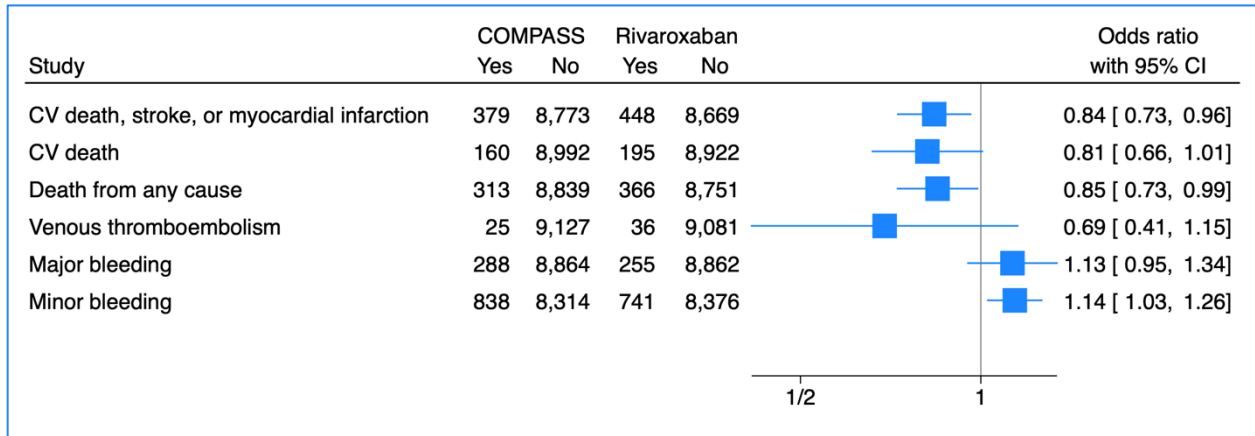 COMPASS Rivaroxaban Odds ratio
Study Yes No Yes No with 95% CI
CV death, stroke, or myocardial infarction 379 8,773 448 8,669 0.84 [ 0.73, 0.96]
CV death 160 8,992 195 8,922 0.81 [ 0.66, 1.01]
Death from any cause 313 8,839 366 8,751 0.85 [ 0.73, 0.99]
Venous thromboembolism 25 9,127 36 9,081 0.69 [ 0.41, 1.15]
Major bleeding 288 8,864 255 8,862 1.13 [ 0.95, 1.34]
Minor bleeding 838 8,314 741 8,376 1.14 [ 1.03, 1.26]
1/2 1